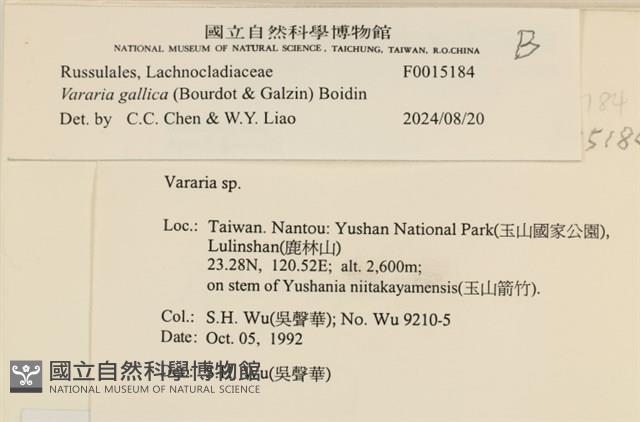 國立自然科學博物館
NATIONAL MUSEUM OF NATURAL SCIENCE, TAICHUNG, TAIWAN, R.O.CHINA
B
Russulales, Lachnocladiaceae F0015184
Vararia gallica (Bourdot & Galzin) Boidin
Det. by C.C. Chen & W.Y. Liao 2024/08/20
184
5184
Vararia sp.
Loc.: Taiwan. Nantou: Yushan National Park(玉山國家公園),
Lulinshan(鹿林山)
23.28N, 120.52E; alt. 2,600m;
on stem of Yushania niitakayamensis(玉山箭竹).
Col.: S.H. Wu(吳聲華); No. Wu 9210-5
Date: Oct. 05, 1992
Det.: S.H. Wu(吳聲華)
國立自然科學博物館
NATIONAL MUSEUM OF NATURAL SCIENCE